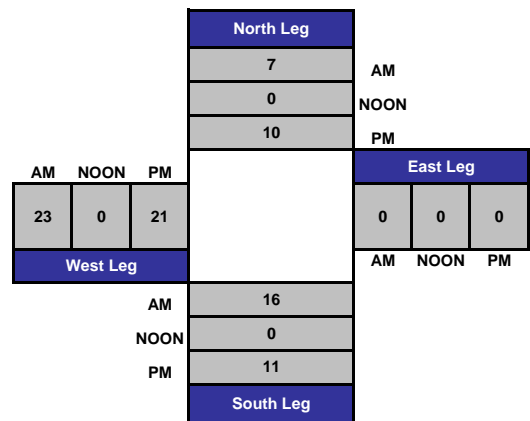 North Leg
7 AM
0 NOON
10 PM
AM NOON PM
East Leg
23 0 21
0 0 0
West Leg
AM NOON PM
AM 16
NOON 0
PM 11
South Leg